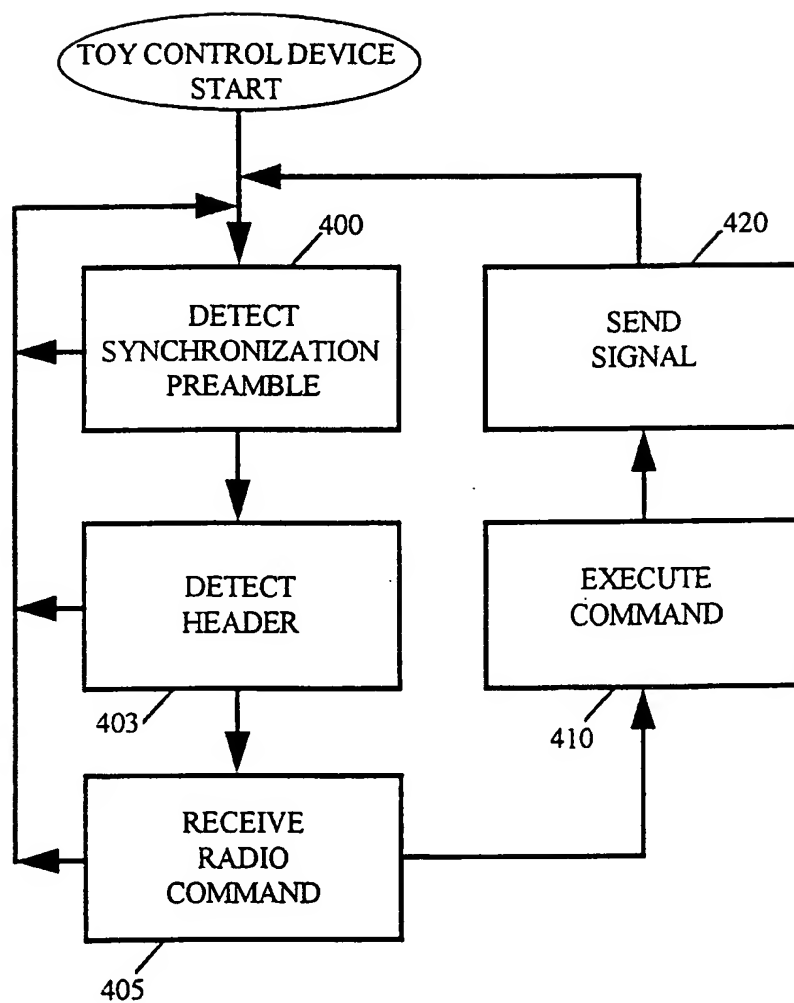 TOY CONTROL DEVICE
START
400
DETECT
SYNCHRONIZATION
PREAMBLE
420
SEND
SIGNAL
DETECT
HEADER
403
EXECUTE
COMMAND
410
RECEIVE
RADIO
COMMAND
405